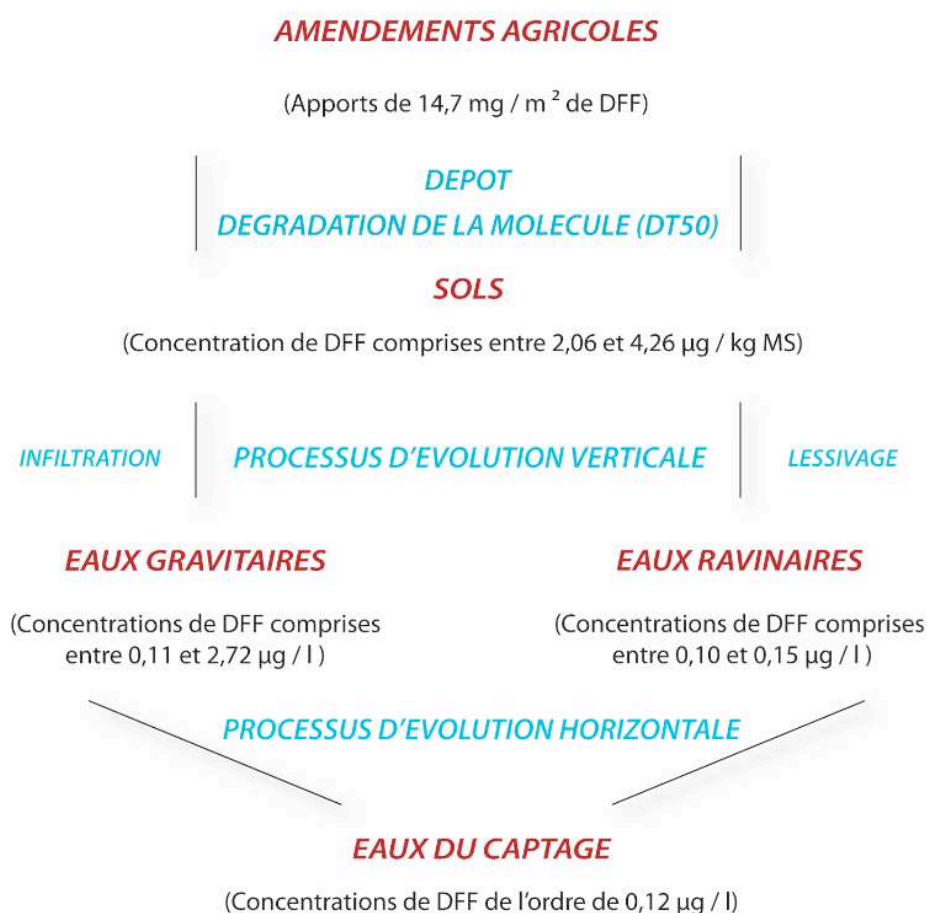 AMENDEMENTS AGRICOLES
(Apports de 14,7 mg / m ² de DFF)
DEPOT
DEGRADATION DE LA MOLECULE (DT50)
SOLS
(Concentration de DFF comprises entre 2,06 et 4,26 µg / kg MS)
INFILTRATION
PROCESSUS D'EVOLUTION VERTICALE
LESSIVAGE
EAUX GRAVITAIRES
(Concentrations de DFF comprises
entre 0,11 et 2,72 µg / l )
EAUX RAVINAIRES
(Concentrations de DFF comprises
entre 0,10 et 0,15 µg / l )
PROCESSUS D'EVOLUTION HORIZONTALE
EAUX DU CAPTAGE
(Concentrations de DFF de l'ordre de 0,12 µg / l)